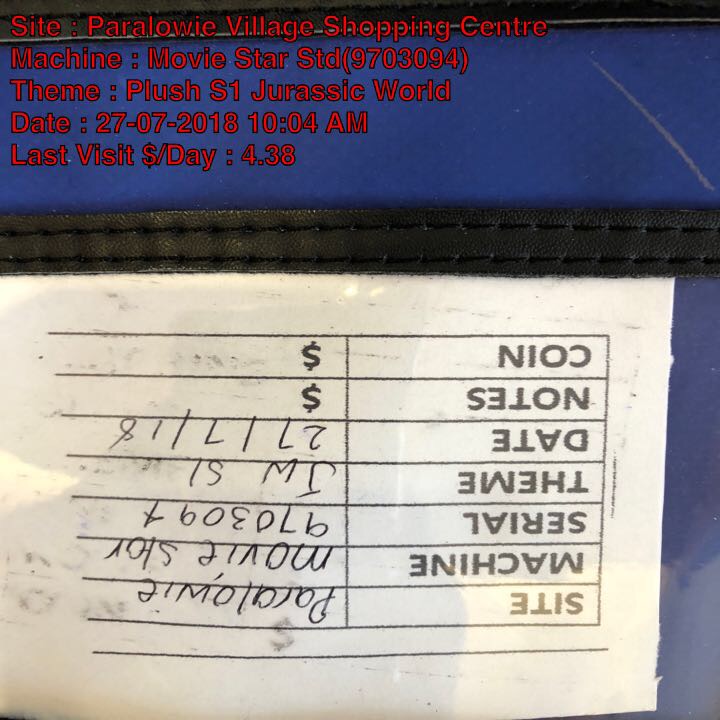 Site : Paralowie Village Shopping Centre
Machine : Movie Star Std(9703094)
Theme : Plush S1 Jurassic World
Date : 27-07-2018 10:04 AM
Last Visit $/Day : 4.38
SITE Paralowie
MACHINE movie star
SERIAL 9703094
THEME JW S1
DATE 27/7/18
NOTES $
COIN $